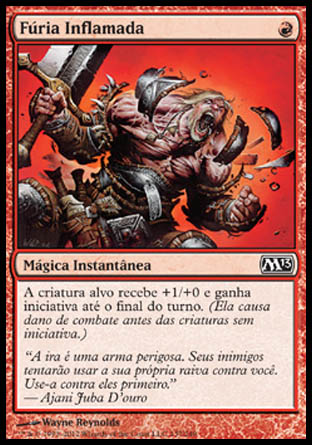 Fúria Inflamada
Mágica Instantânea
M13
A criatura alvo recebe +1/+0 e ganha
iniciativa até o final do turno. (Ela causa
dano de combate antes das criaturas sem
iniciativa.)
"A ira é uma arma perigosa. Seus inimigos
tentarão usar a sua própria raiva contra você.
Use-a contra eles primeiro."
— Ajani Juba D'ouro
Wayne Reynolds